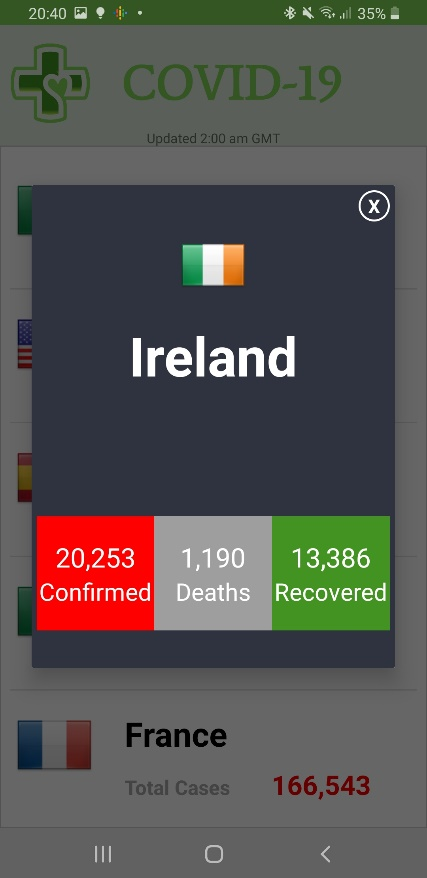 20:40
35%
COVID-19
Updated 2:00 am GMT
X
Ireland
20,253
1,190
13,386
Confirmed
Deaths
Recovered
France
Total Cases
166,543